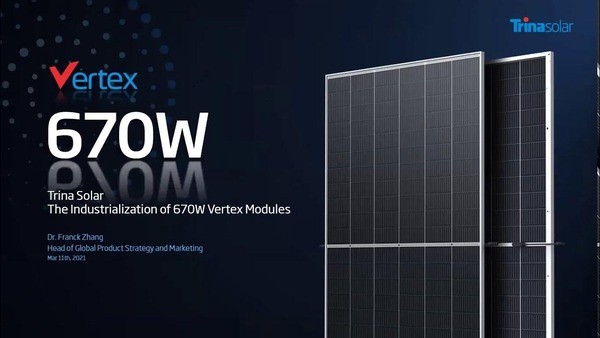 Trinasolar
Vertex
670W
Trina Solar
The Industrialization of 670W Vertex Modules
Dr. Franck Zhang
Head of Global Product Strategy and Marketing
Mar 11th, 2021